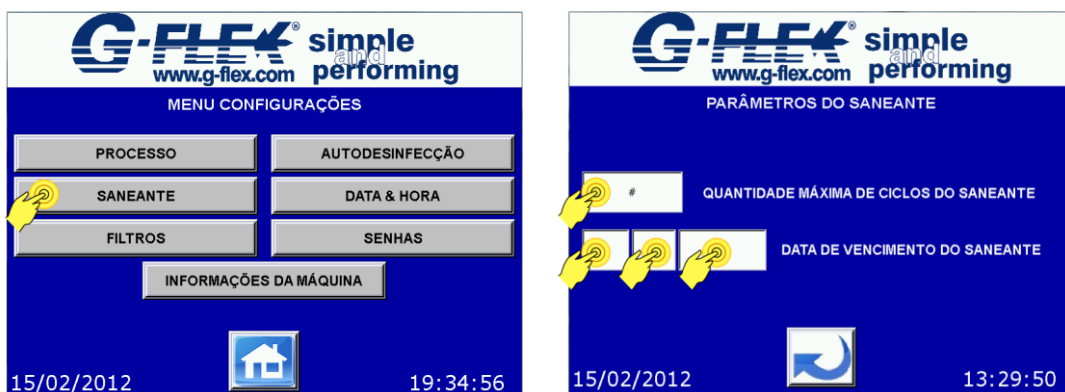 G-FLEX® simple
and
www.g-flex.com performing
MENU CONFIGURAÇÕES
PROCESSO
AUTODESINFECÇÃO
SANEANTE
DATA & HORA
FILTROS
SENHAS
INFORMAÇÕES DA MÁQUINA
15/02/2012
19:34:56
G-FLEX® simple
and
www.g-flex.com performing
PARÂMETROS DO SANEANTE
# QUANTIDADE MÁXIMA DE CICLOS DO SANEANTE
DATA DE VENCIMENTO DO SANEANTE
15/02/2012
13:29:50